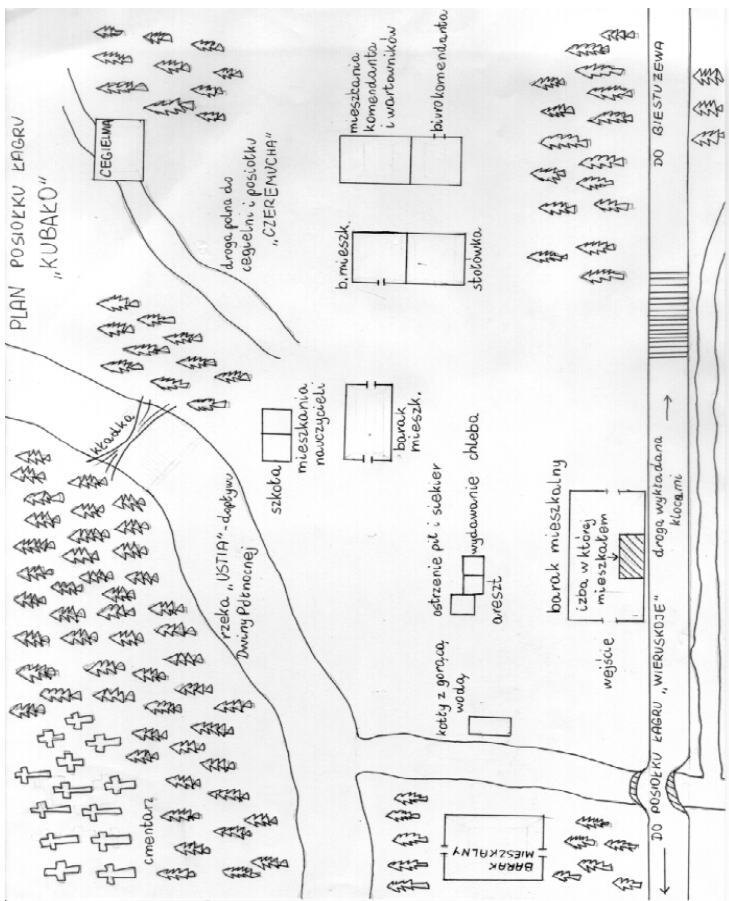 PLAN POSIOŁKU ŁAGRU
„KUBAŁO"
CEGIELNIA
droga polna do
cegielni i posiołku
„CZEREMUCHA"
mieszkania
komendanta
i wartowników
biuro komendanta
b. mieszk.
stołówka
kładka
szkoła
mieszkania
nauczycieli
barak
mieszk.
rzeka „USTIA"-dopływ
Dwiny Północnej
ostrzenie pił i siekier
wydawanie chleba
areszt
kotły z gorącą
wodą
barak mieszkalny
izba w której
mieszkałem
wejście
cmentarz
BARAK
MIESZKALNY
DO POSIOŁKU ŁAGRU „WIERUSKOJE"
droga wykładana
klocami
DO BIESTUŻEWA